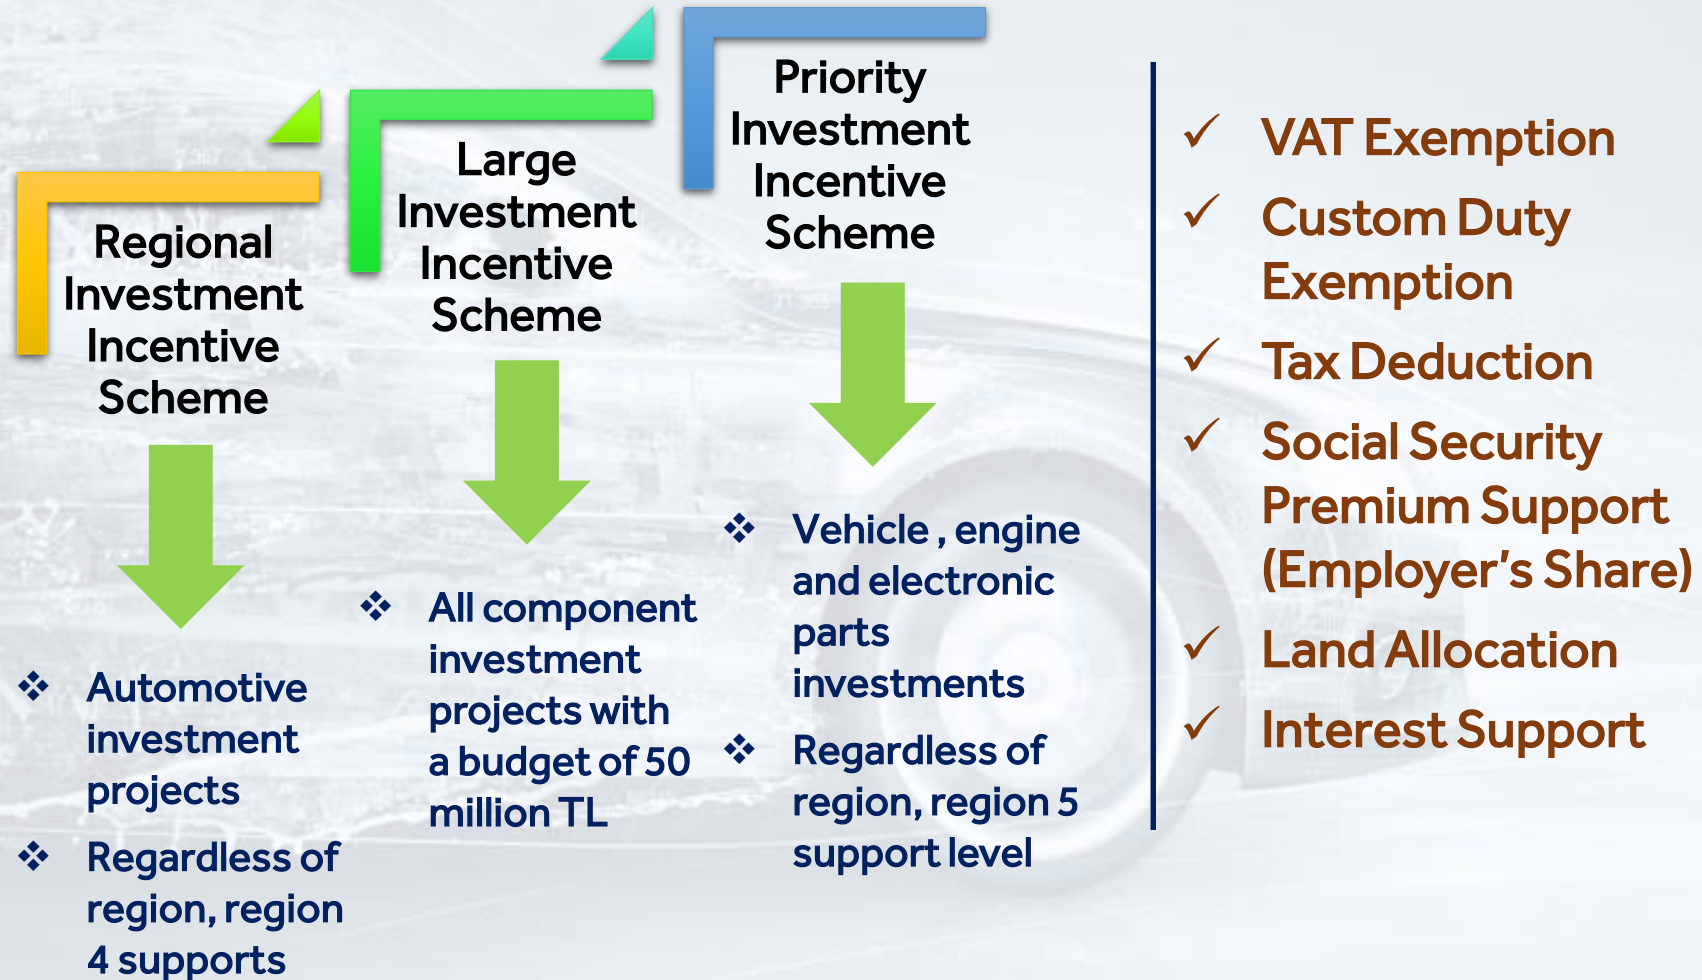 Regional
Investment
Incentive
Scheme
❖ Automotive
investment
projects
❖ Regardless of
region, region
4 supports
Large
Investment
Incentive
Scheme
❖ All component
investment
projects with
a budget of 50
million TL
Priority
Investment
Incentive
Scheme
❖ Vehicle , engine
and electronic
parts
investments
❖ Regardless of
region, region 5
support level
✓ VAT Exemption
✓ Custom Duty
Exemption
✓ Tax Deduction
✓ Social Security
Premium Support
(Employer’s Share)
✓ Land Allocation
✓ Interest Support